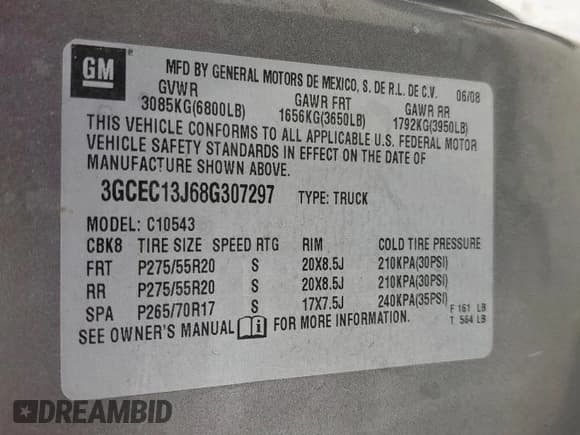 GM ®
MFD BY GENERAL MOTORS DE MEXICO, S. DE R.L. DE C.V.
GVWR GAWR FRT GAWR RR 06/08
3085KG(6800LB) 1656KG(3650LB) 1792KG(3950LB)
THIS VEHICLE CONFORMS TO ALL APPLICABLE U.S. FEDERAL MOTOR
VEHICLE SAFETY STANDARDS IN EFFECT ON THE DATE OF
MANUFACTURE SHOWN ABOVE.
3GCEC13J68G307297 TYPE: TRUCK
MODEL: C10543
CBK8 TIRE SIZE SPEED RTG RIM COLD TIRE PRESSURE
FRT P275/55R20 S 20X8.5J 210KPA(30PSI)
RR P275/55R20 S 20X8.5J 210KPA(30PSI)
SPA P265/70R17 S 17X7.5J 240KPA(35PSI)
F 161 LB
T 564 LB
SEE OWNER'S MANUAL i FOR MORE INFORMATION.
DREAMBID